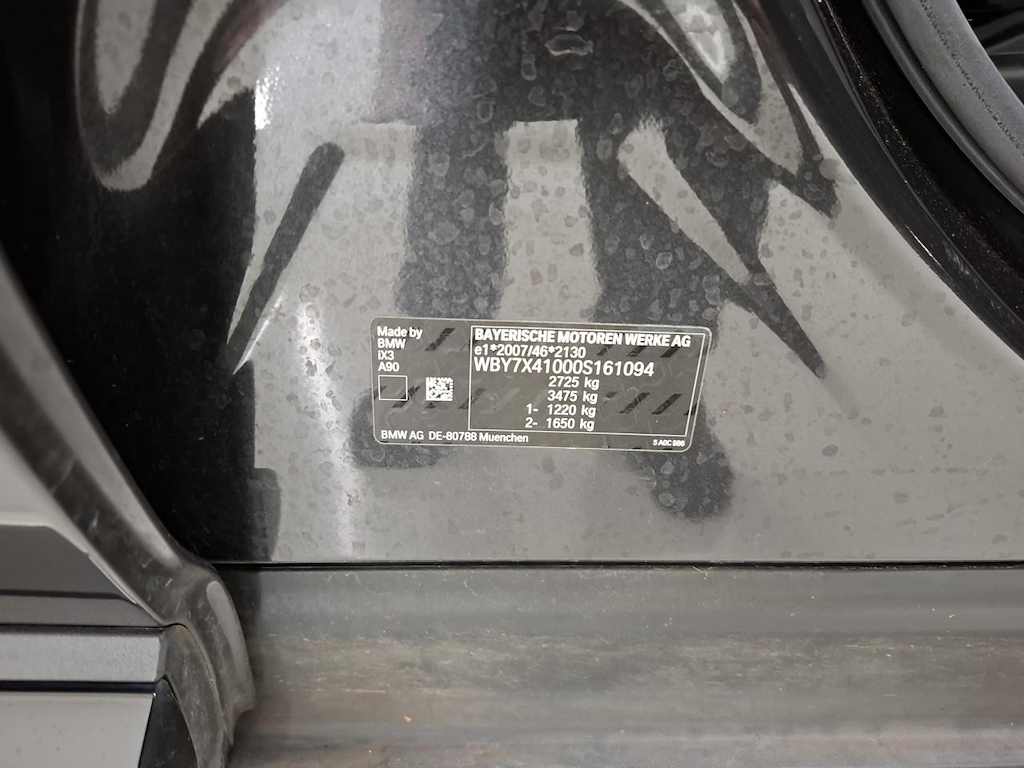 Made by
BMW
iX3
A90
BAYERISCHE MOTOREN WERKE AG
e1*2007/46*2130
WBY7X41000S161094
2725 kg
3475 kg
1- 1220 kg
2- 1650 kg
BMW AG DE-80788 Muenchen